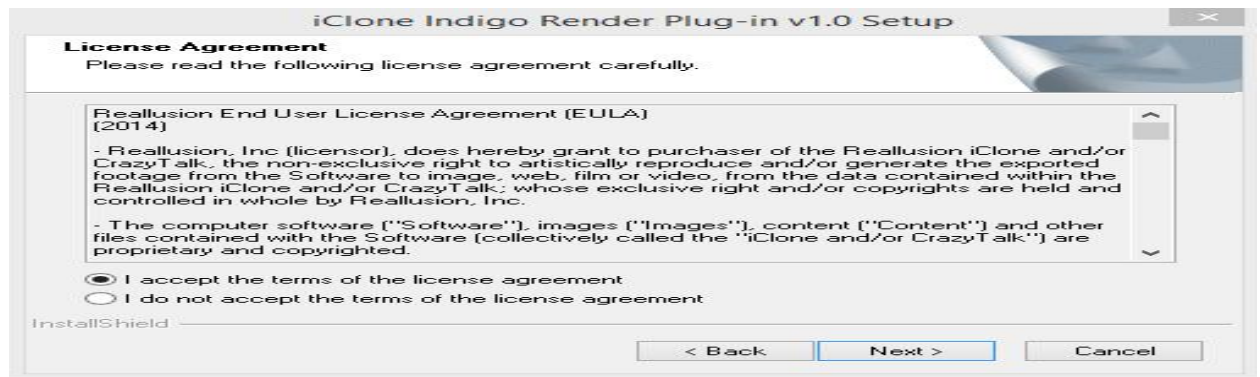 iClone Indigo Render Plug-in v1.0 Setup
License Agreement
Please read the following license agreement carefully.
Reallusion End User License Agreement (EULA)
(2014)
- Reallusion, Inc (licensor), does hereby grant to purchaser of the Reallusion iClone and/or
CrazyTalk, the non-exclusive right to artistically reproduce and/or generate the exported
footage from the Software to image, web, film or video, from the data contained within the
Reallusion iClone and/or CrazyTalk; whose exclusive right and/or copyrights are held and
controlled in whole by Reallusion, Inc.
- The computer software (''Software''), images (''Images''), content (''Content'') and other
files contained with the Software (collectively called the ''iClone and/or CrazyTalk'') are
proprietary and copyrighted.
I accept the terms of the license agreement
I do not accept the terms of the license agreement
InstallShield
< Back Next > Cancel